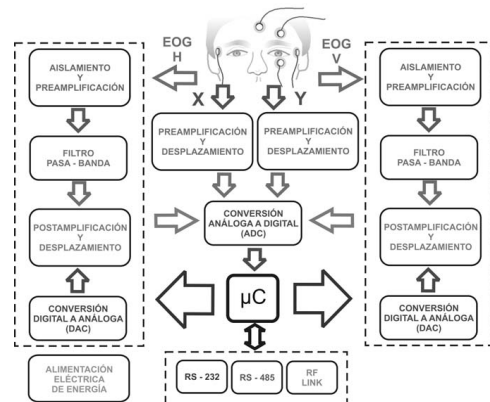 EOG
H
EOG
V
X
Y
AISLAMIENTO
Y
PREAMPLIFICACIÓN
FILTRO
PASA - BANDA
POSTAMPLIFICACIÓN
Y
DESPLAZAMIENTO
CONVERSIÓN
DIGITAL A ANÁLOGA
(DAC)
PREAMPLIFICACIÓN
Y
DESPLAZAMIENTO
PREAMPLIFICACIÓN
Y
DESPLAZAMIENTO
CONVERSIÓN
ANÁLOGA A DIGITAL
(ADC)
µC
RS - 232
RS - 485
RF
LINK
AISLAMIENTO
Y
PREAMPLIFICACIÓN
FILTRO
PASA - BANDA
POSTAMPLIFICACIÓN
Y
DESPLAZAMIENTO
CONVERSIÓN
DIGITAL A ANÁLOGA
(DAC)
ALIMENTACIÓN
ELÉCTRICA
DE ENERGÍA